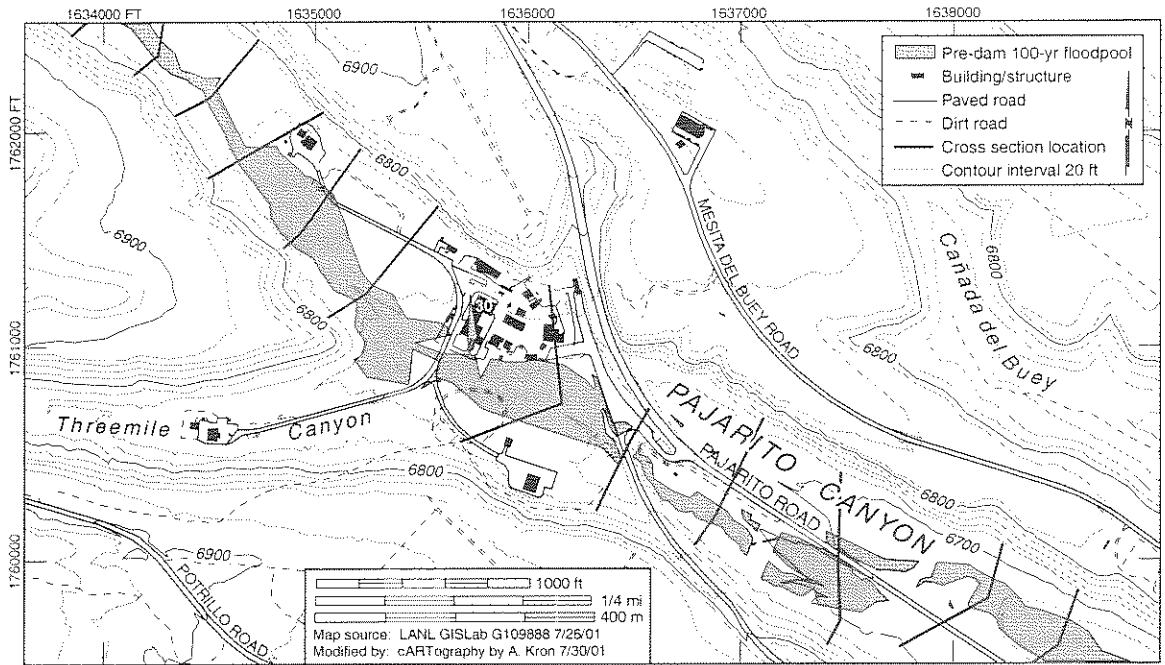 1634000 FT
1635000
1636000
1637000
1638000
1762000 FT
1761000
1760000
Pre-dam 100-yr floodpool
Building/structure
Paved road
Dirt road
Cross section location
Contour interval 20 ft
6900
6800
6900
6800
MESITA DEL BUEY ROAD
6800
Cañada del Buey
6800
6800
Threemile Canyon
6800
PAJARITO CANYON
PAJARITO ROAD
6800
6700
6900
POTRILLO ROAD
1000 ft
1/4 mi
400 m
Map source: LANL GISLab G109888 7/25/01
Modified by: cARTography by A. Kron 7/30/01